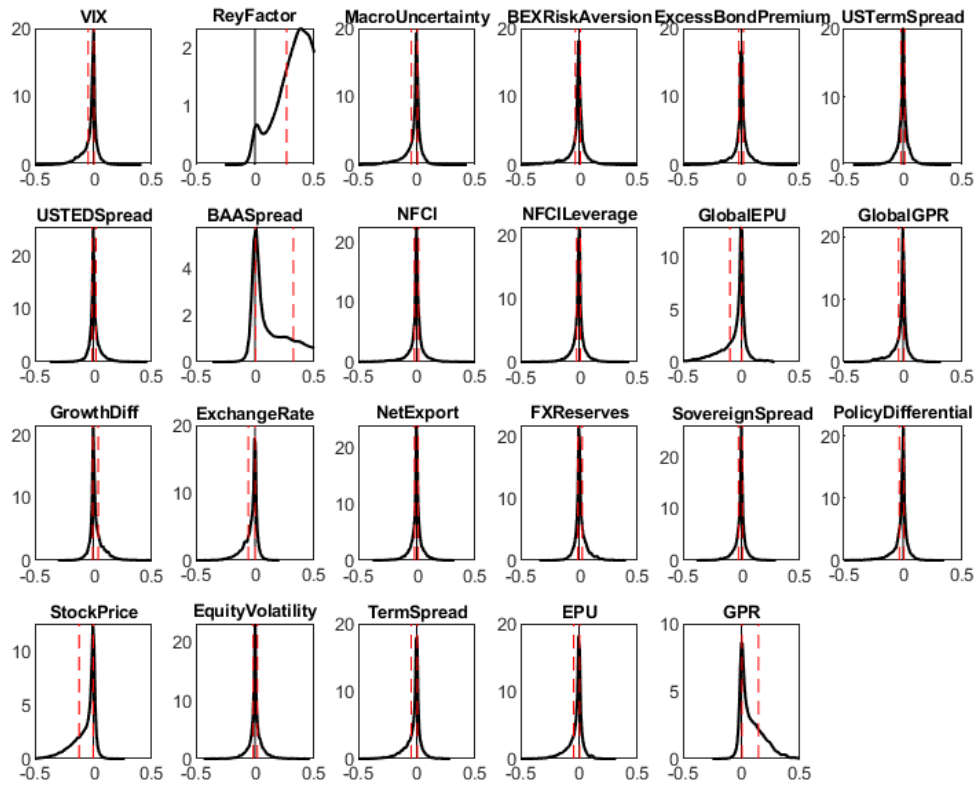 VIX ReyFactor MacroUncertainty BEXRiskAversion ExcessBondPremium USTermSpread
20 2 20 20 20 20
10 1 10 10 10 10
0 0 0 0 0 0
-0.5 0 0.5 -0.5 0 0.5 -0.5 0 0.5 -0.5 0 0.5 -0.5 0 0.5 -0.5 0 0.5
USTEDSpread BAASpread NFCI NFCILeverage GlobalEPU GlobalGPR
20 4 20 20 10 20
10 2 10 10 5 10
0 0 0 0 0 0
-0.5 0 0.5 -0.5 0 0.5 -0.5 0 0.5 -0.5 0 0.5 -0.5 0 0.5 -0.5 0 0.5
GrowthDiff ExchangeRate NetExport FXReserves SovereignSpread PolicyDifferential
20 20 20 20 20 20
10 10 10 10 10 10
0 0 0 0 0 0
-0.5 0 0.5 -0.5 0 0.5 -0.5 0 0.5 -0.5 0 0.5 -0.5 0 0.5 -0.5 0 0.5
StockPrice EquityVolatility TermSpread EPU GPR
10 20 20 20 10
5 10 10 10 5
0 0 0 0 0
-0.5 0 0.5 -0.5 0 0.5 -0.5 0 0.5 -0.5 0 0.5 -0.5 0 0.5